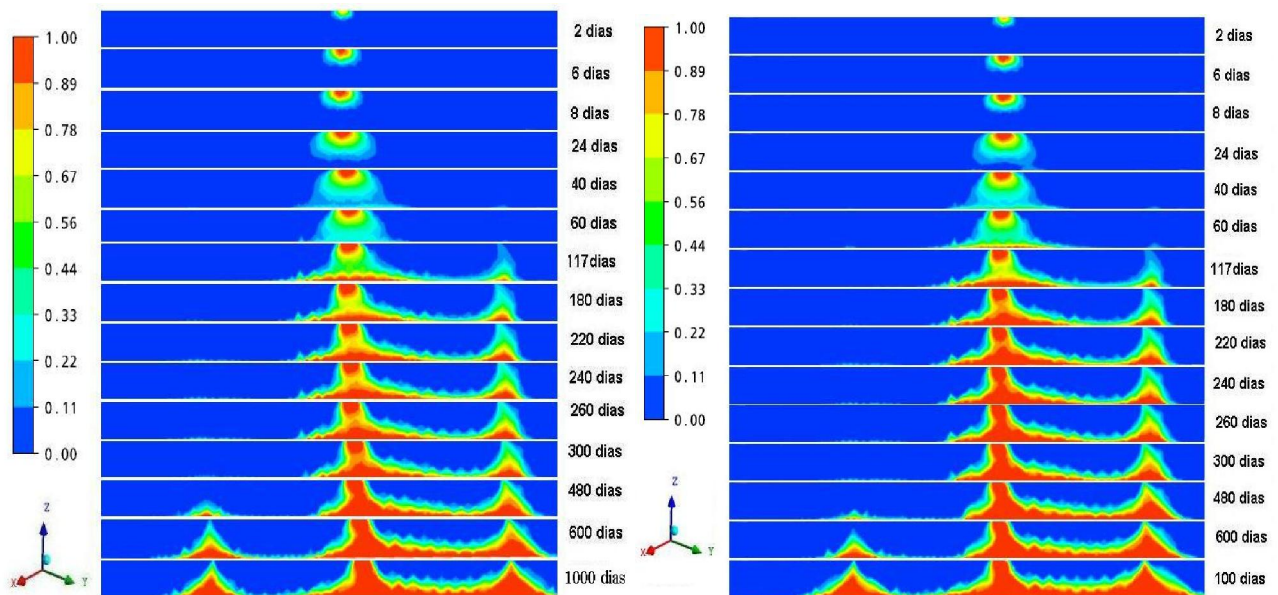 1.00
0.89
0.78
0.67
0.56
0.44
0.33
0.22
0.11
0.00
Z
X
Y
2 dias
6 dias
8 dias
24 dias
40 dias
60 dias
117dias
180 dias
220 dias
240 dias
260 dias
300 dias
480 dias
600 dias
1000 dias
1.00
0.89
0.78
0.67
0.56
0.44
0.33
0.22
0.11
0.00
Z
X
Y
2 dias
6 dias
8 dias
24 dias
40 dias
60 dias
117dias
180 dias
220 dias
240 dias
260 dias
300 dias
480 dias
600 dias
100 dias